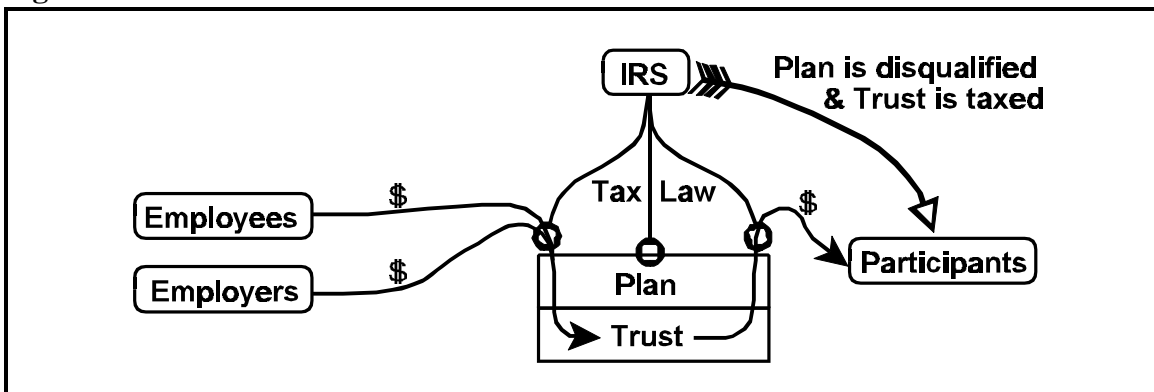 IRS
Plan is disqualified
& Trust is taxed
Tax Law
$
$
$
Employees
Employers
Participants
Plan
Trust